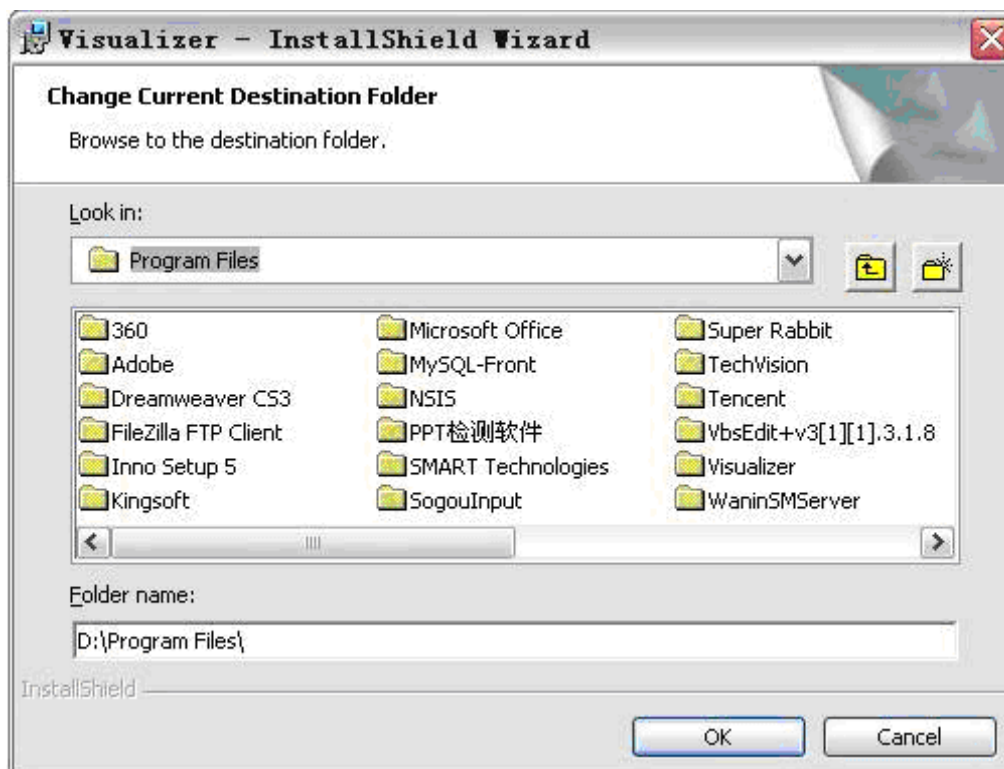 Visualizer - InstallShield Wizard
Change Current Destination Folder
Browse to the destination folder.
Look in:
Program Files
360
Adobe
Dreamweaver CS3
FileZilla FTP Client
Inno Setup 5
Kingsoft
Microsoft Office
MySQL-Front
NSIS
PPT检测软件
SMART Technologies
SogouInput
Super Rabbit
TechVision
Tencent
VbsEdit+v3[1][1].3.1.8
Visualizer
WaninSMServer
Folder name:
D:\Program Files\
InstallShield
OK
Cancel